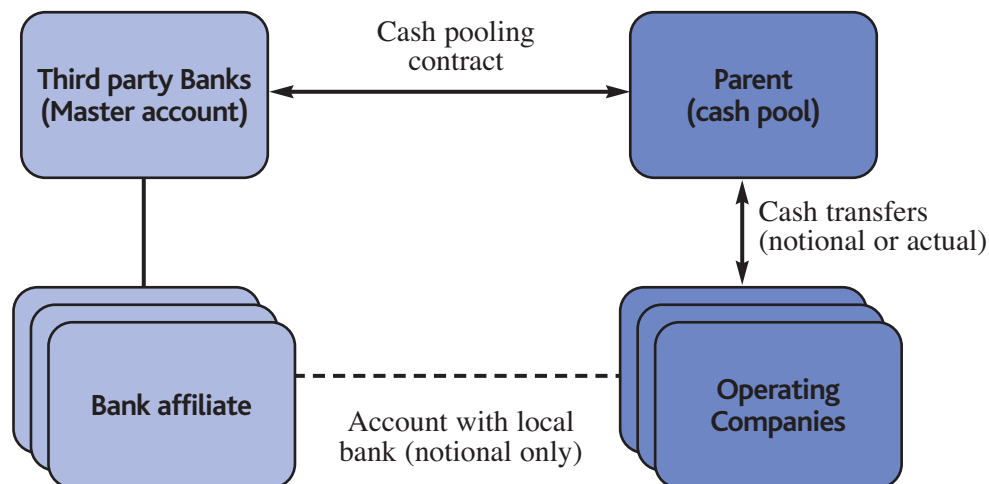 Third party Banks
(Master account)
Cash pooling
contract
Parent
(cash pool)
Cash transfers
(notional or actual)
Bank affiliate
Account with local
bank (notional only)
Operating
Companies